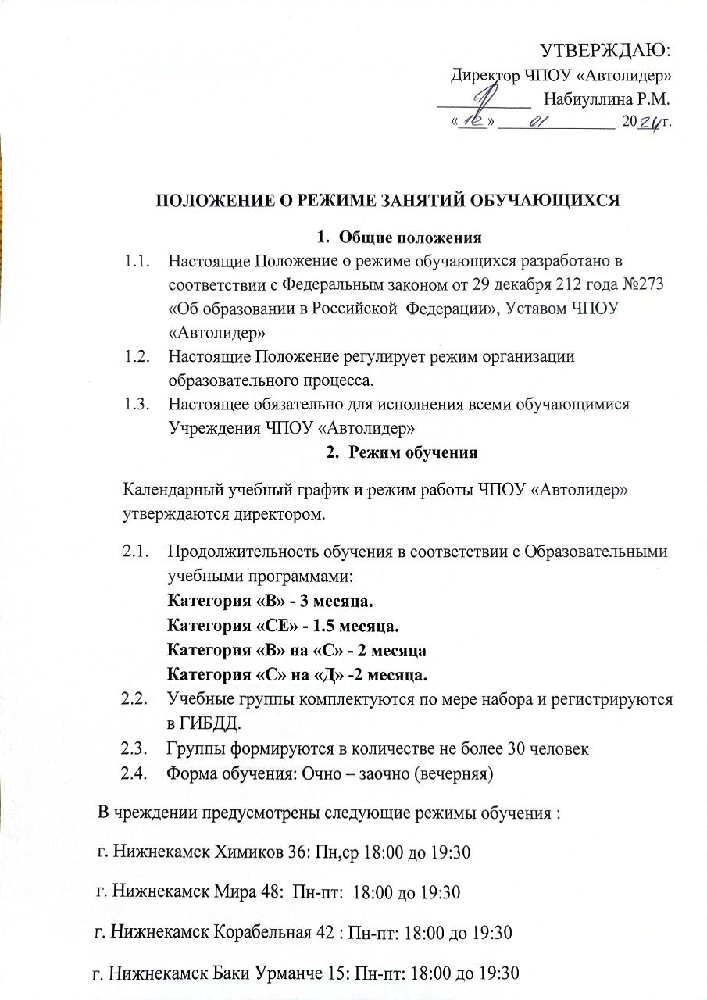 УТВЕРЖДАЮ:
Директор ЧПОУ «Автолидер»
____________ Набиуллина Р.М.
«12» 01 2024г.
ПОЛОЖЕНИЕ О РЕЖИМЕ ЗАНЯТИЙ ОБУЧАЮЩИХСЯ
1. Общие положения
1.1. Настоящие Положение о режиме обучающихся разработано в
соответствии с Федеральным законом от 29 декабря 212 года №273
«Об образовании в Российской Федерации», Уставом ЧПОУ
«Автолидер»
1.2. Настоящие Положение регулирует режим организации
образовательного процесса.
1.3. Настоящее обязательно для исполнения всеми обучающимися
Учреждения ЧПОУ «Автолидер»
2. Режим обучения
Календарный учебный график и режим работы ЧПОУ «Автолидер»
утверждаются директором.
2.1. Продолжительность обучения в соответствии с Образовательными
учебными программами:
Категория «В» - 3 месяца.
Категория «СЕ» - 1.5 месяца.
Категория «В» на «С» - 2 месяца
Категория «С» на «Д» -2 месяца.
2.2. Учебные группы комплектуются по мере набора и регистрируются
в ГИБДД.
2.3. Группы формируются в количестве не более 30 человек
2.4. Форма обучения: Очно – заочно (вечерняя)
В чреждении предусмотрены следующие режимы обучения :
г. Нижнекамск Химиков 36: Пн,ср 18:00 до 19:30
г. Нижнекамск Мира 48: Пн-пт: 18:00 до 19:30
г. Нижнекамск Корабельная 42 : Пн-пт: 18:00 до 19:30
г. Нижнекамск Баки Урманче 15: Пн-пт: 18:00 до 19:30